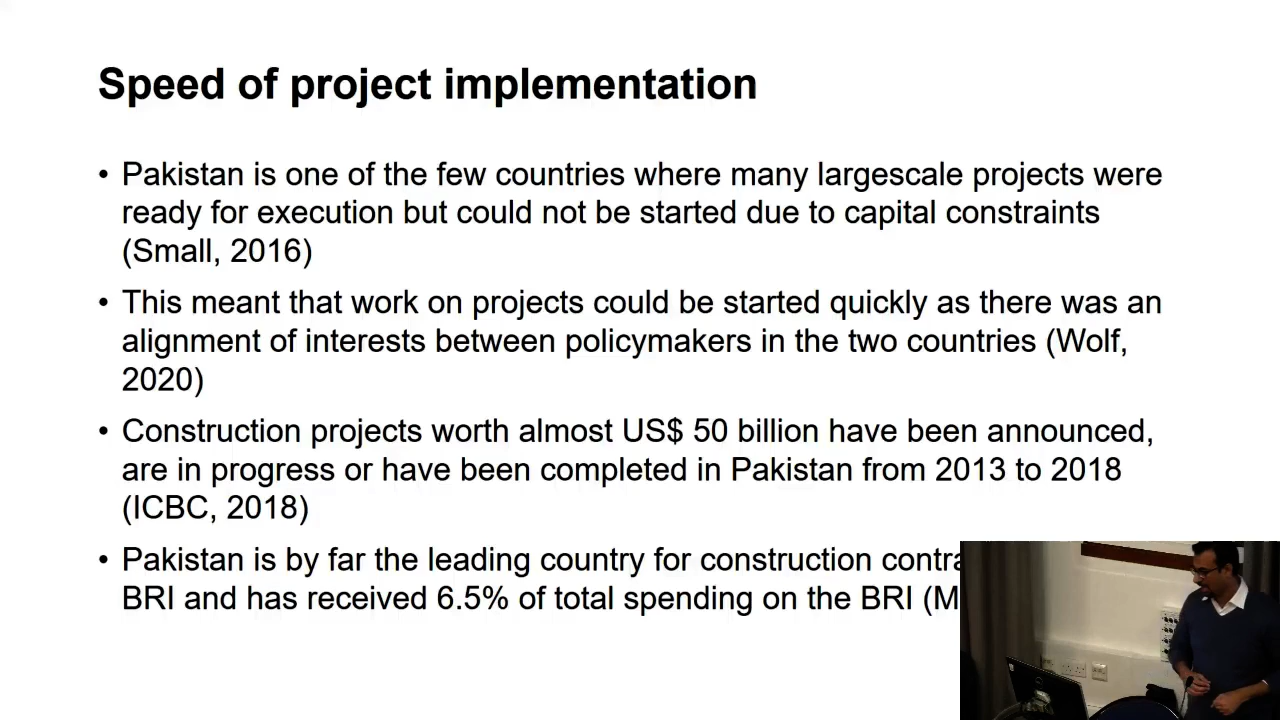 Speed of project implementation
• Pakistan is one of the few countries where many largescale projects were
ready for execution but could not be started due to capital constraints
(Small, 2016)
• This meant that work on projects could be started quickly as there was an
alignment of interests between policymakers in the two countries (Wolf,
2020)
• Construction projects worth almost US$ 50 billion have been announced,
are in progress or have been completed in Pakistan from 2013 to 2018
(ICBC, 2018)
• Pakistan is by far the leading country for construction
BRI and has received 6.5% of total spending on the BRI